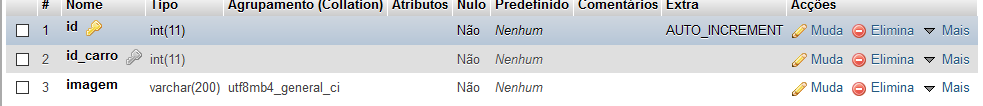 # Nome Tipo Agrupamento (Collation) Atributos Nulo Predefinido Comentários Extra Acções
1 id int(11) Não Nenhum AUTO_INCREMENT Muda Elimina Mais
2 id_carro int(11) Não Nenhum Muda Elimina Mais
3 imagem varchar(200) utf8mb4_general_ci Não Nenhum Muda Elimina Mais